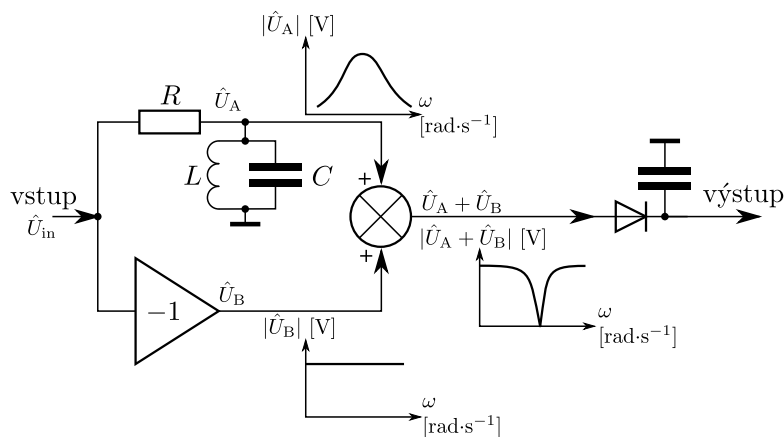 |Û_A| [V]
ω
[rad·s⁻¹]
R
Û_A
L
C
vstup
Û_in
+
+
Û_A + Û_B
|Û_A + Û_B| [V]
výstup
−1
Û_B
|Û_B| [V]
ω
[rad·s⁻¹]
ω
[rad·s⁻¹]